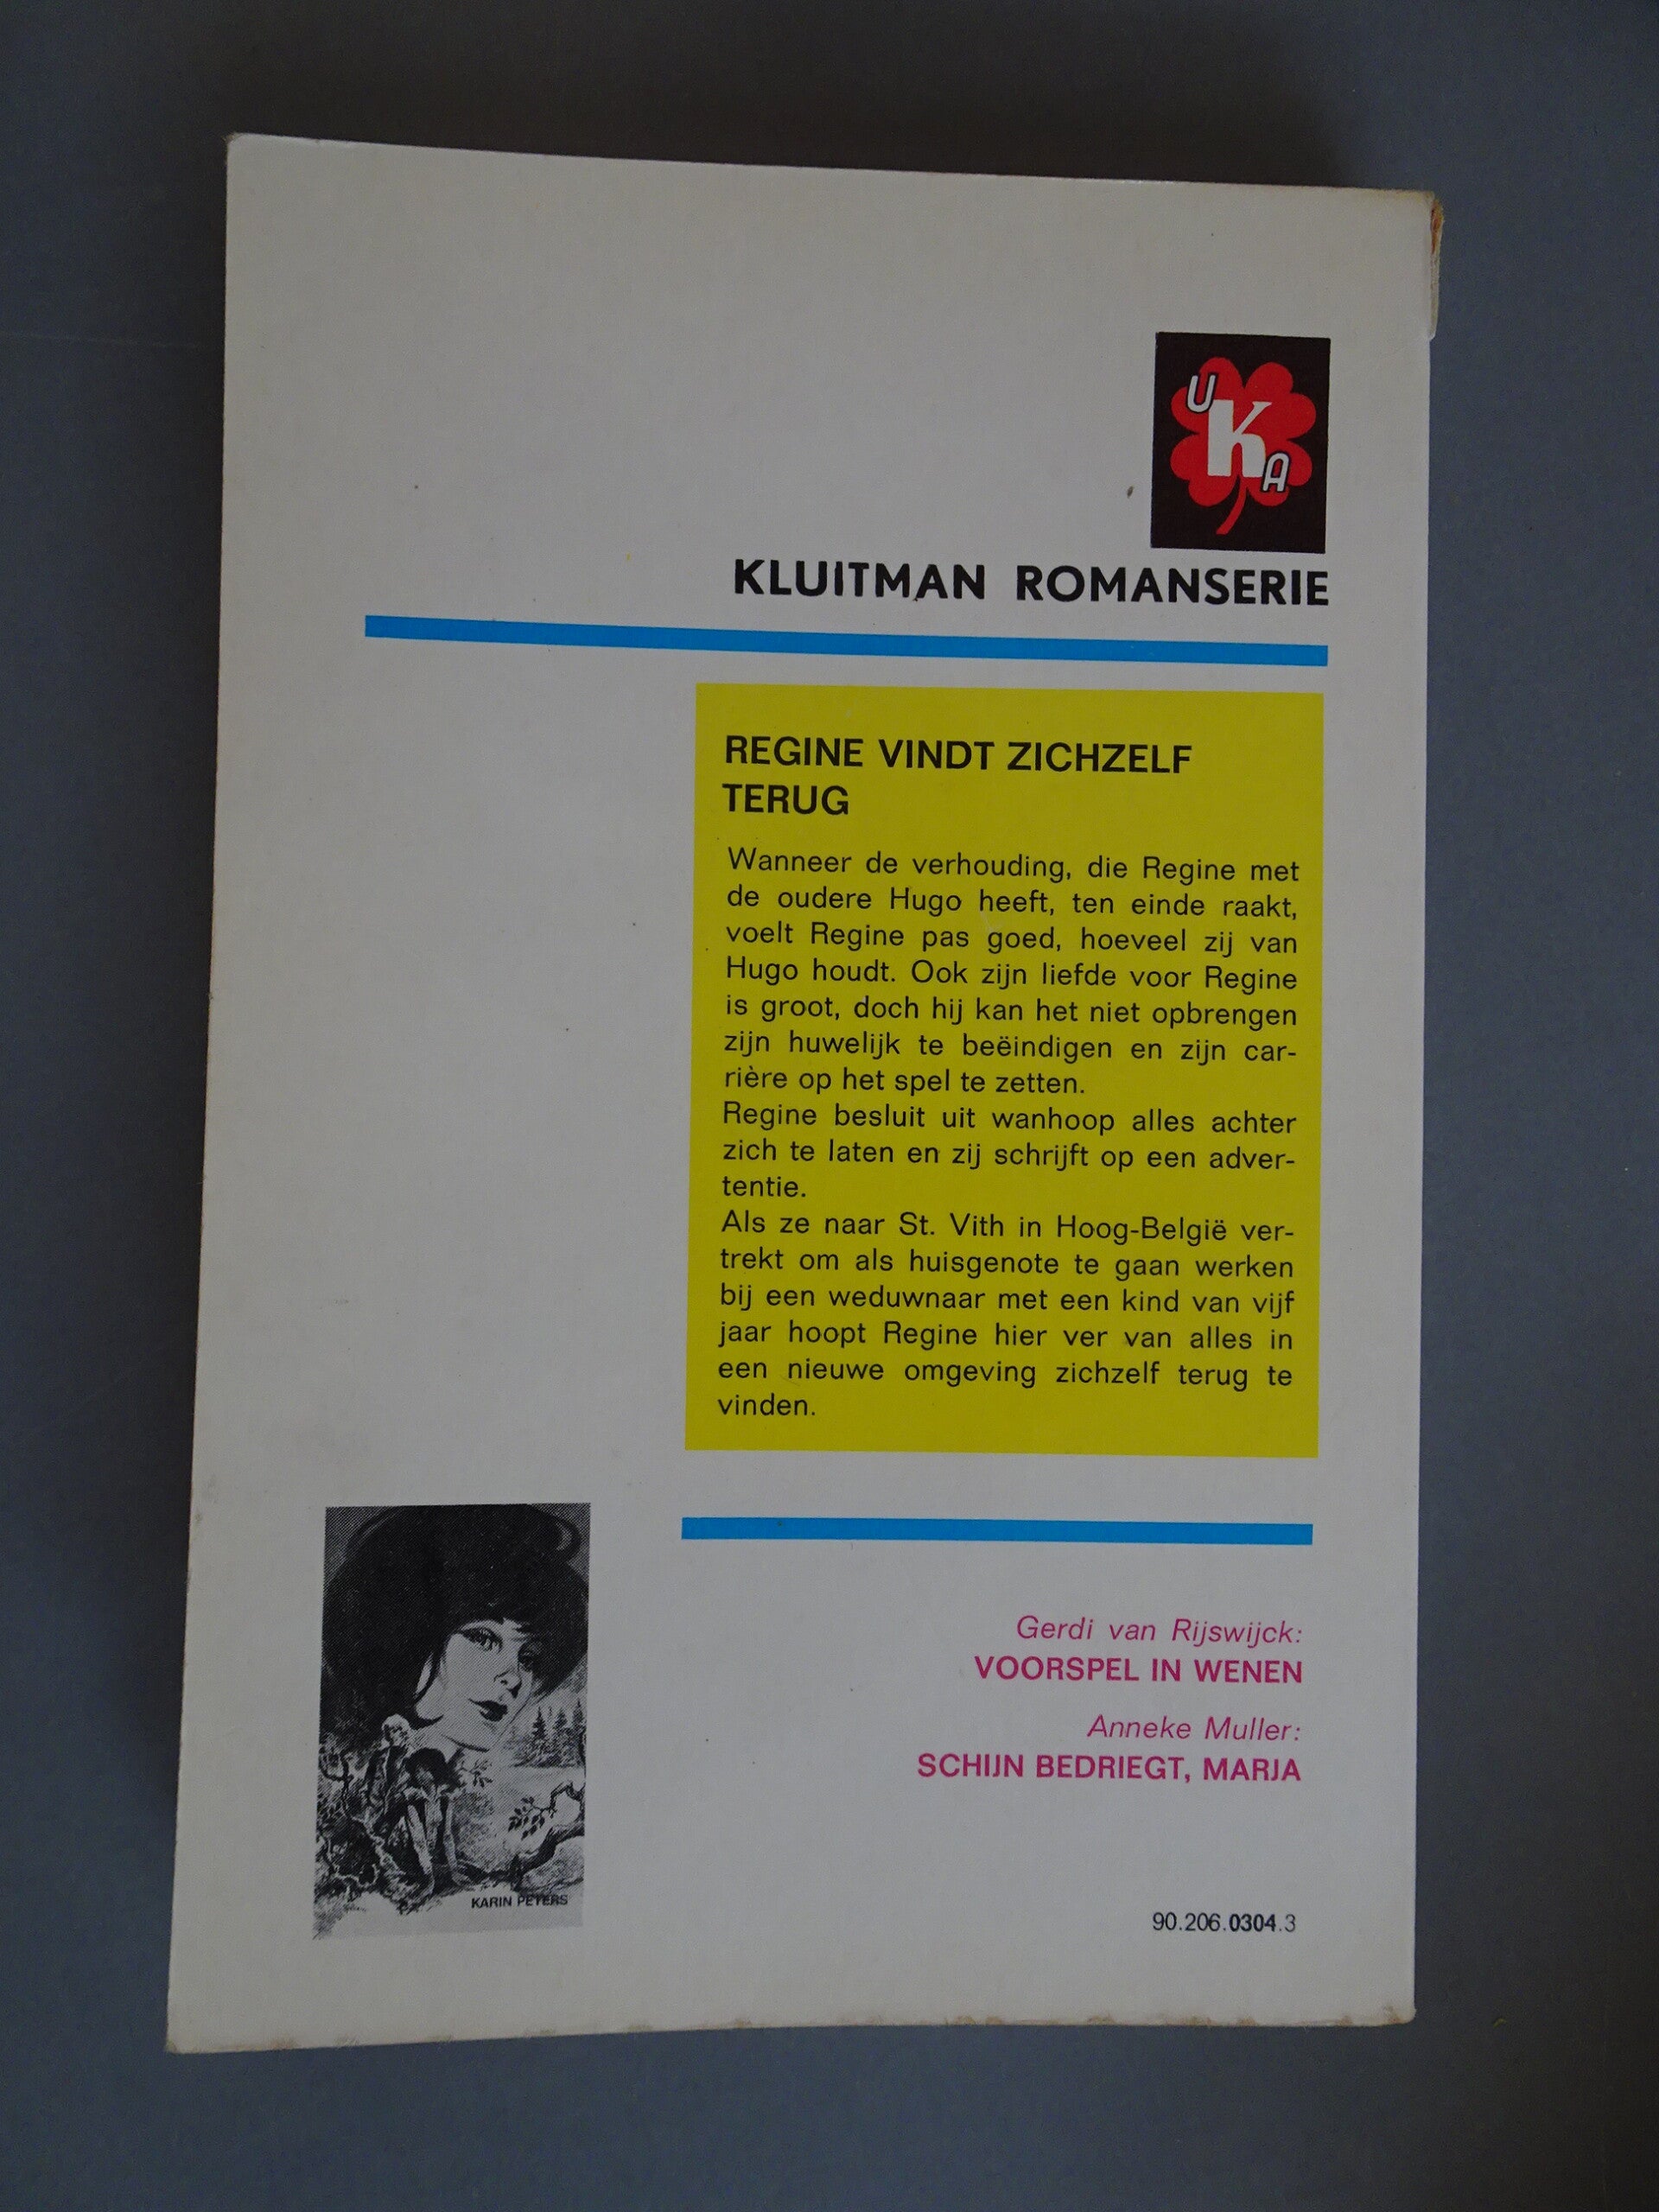 U
K
A
KLUITMAN ROMANSERIE
REGINE VINDT ZICHZELF
TERUG
Wanneer de verhouding, die Regine met
de oudere Hugo heeft, ten einde raakt,
voelt Regine pas goed, hoeveel zij van
Hugo houdt. Ook zijn liefde voor Regine
is groot, doch hij kan het niet opbrengen
zijn huwelijk te beëindigen en zijn car-
rière op het spel te zetten.
Regine besluit uit wanhoop alles achter
zich te laten en zij schrijft op een adver-
tentie.
Als ze naar St. Vith in Hoog-België ver-
trekt om als huisgenote te gaan werken
bij een weduwnaar met een kind van vijf
jaar hoopt Regine hier ver van alles in
een nieuwe omgeving zichzelf terug te
vinden.
KARIN PETERS
Gerdi van Rijswijck:
VOORSPEL IN WENEN
Anneke Muller:
SCHIJN BEDRIEGT, MARJA
90.206.0304.3